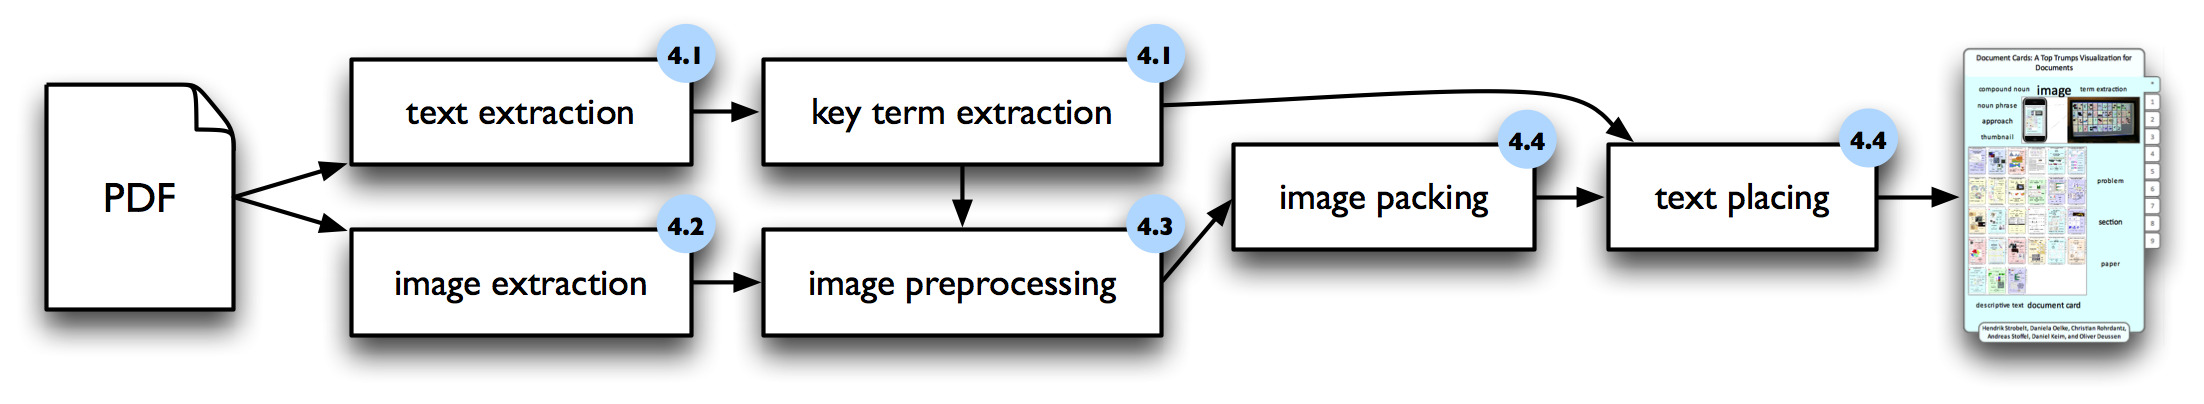 PDF
text extraction
4.1
key term extraction
4.1
image extraction
4.2
image preprocessing
4.3
image packing
4.4
text placing
4.4
Document Cards: A Top Trumps Visualization for
Documents
compound noun image term extraction
noun phrase
approach
thumbnail
problem
section
paper
descriptive text document card
Hendrik Strobelt, Daniela Oelke, Christian Rohrdantz,
Andreas Stoffel, Daniel Keim, and Oliver Deussen
1
2
3
4
5
6
7
8
9